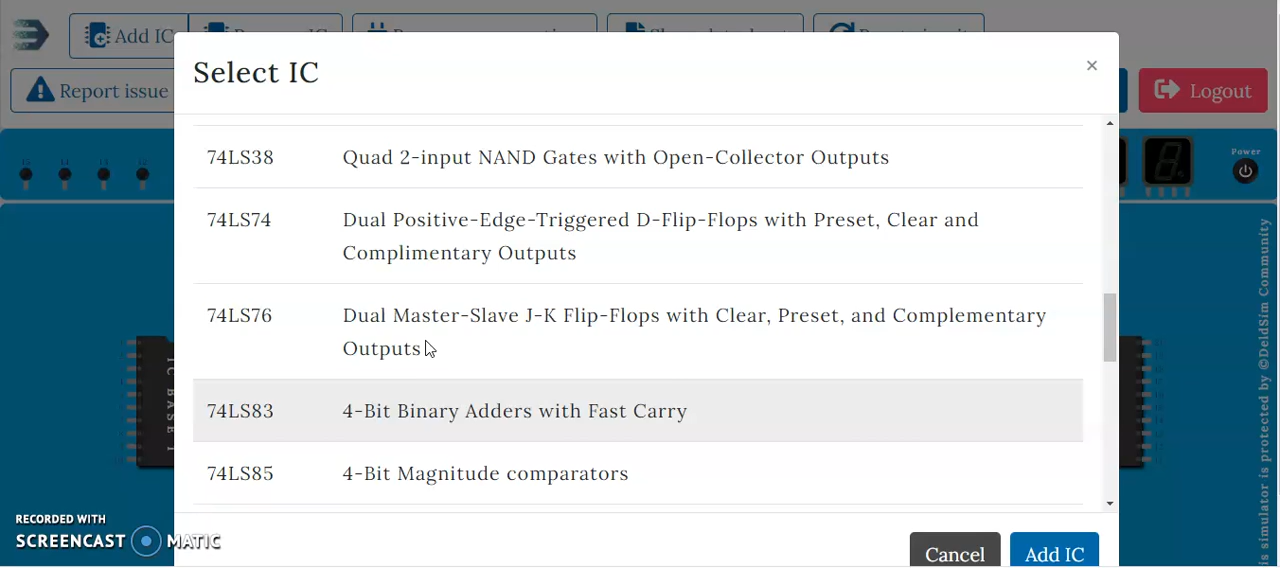 Add IC
Select IC
×
Report issue
Logout
74LS38 Quad 2-input NAND Gates with Open-Collector Outputs
Power
74LS74 Dual Positive-Edge-Triggered D-Flip-Flops with Preset, Clear and
Complimentary Outputs
74LS76 Dual Master-Slave J-K Flip-Flops with Clear, Preset, and Complementary
Outputs
IC BASE 1
74LS83 4-Bit Binary Adders with Fast Carry
74LS85 4-Bit Magnitude comparators
is simulator is protected by ©DeldSim Community
Cancel Add IC
RECORDED WITH
SCREENCAST MATIC